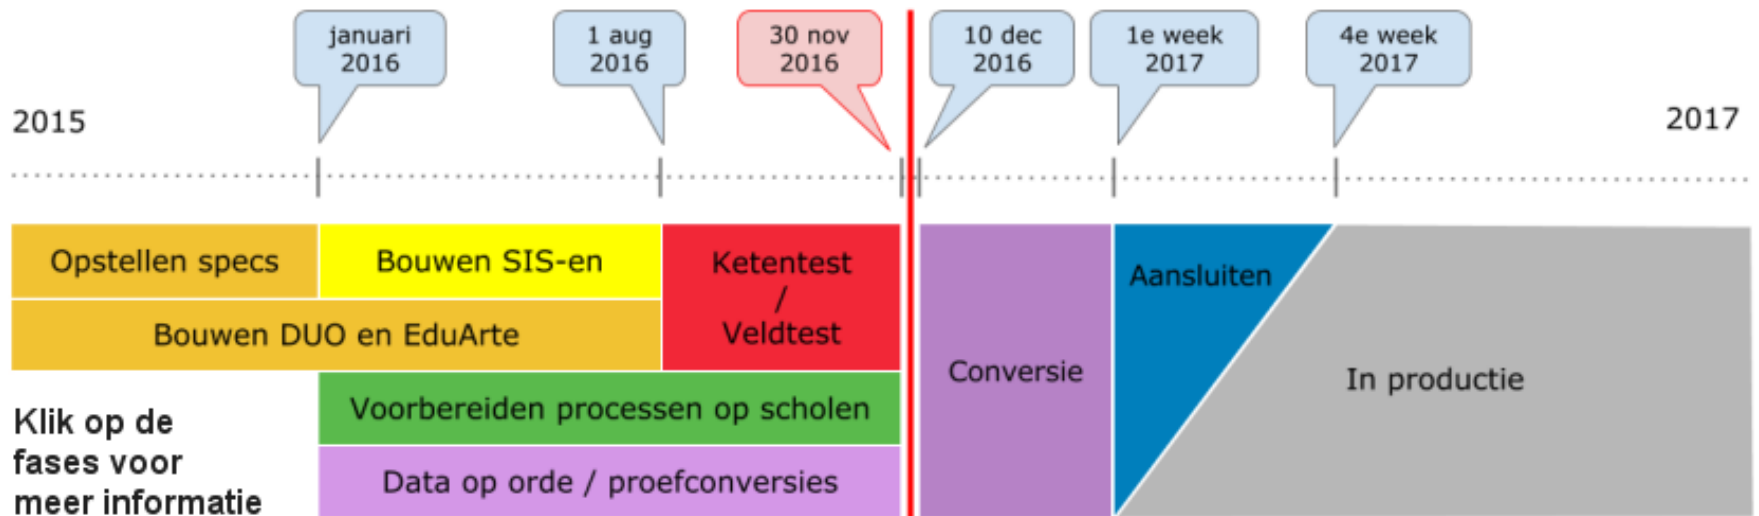 januari
2016
1 aug
2016
30 nov
2016
10 dec
2016
1e week
2017
4e week
2017
2015
2017
Opstellen specs
Bouwen SIS-en
Ketentest
/
Veldtest
Bouwen DUO en EduArte
Aansluiten
Conversie
In productie
Voorbereiden processen op scholen
Data op orde / proefconversies
Klik op de
fases voor
meer informatie